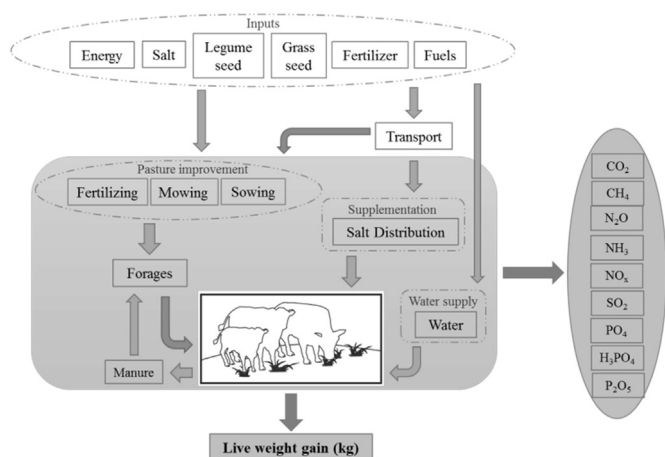 Inputs
Energy
Salt
Legume
seed
Grass
seed
Fertilizer
Fuels
Transport
Pasture improvement
Fertilizing
Mowing
Sowing
Supplementation
Salt Distribution
Forages
Water supply
Water
Manure
Live weight gain (kg)
CO₂
CH₄
N₂O
NH₃
NOₓ
SO₂
PO₄
H₃PO₄
P₂O₅